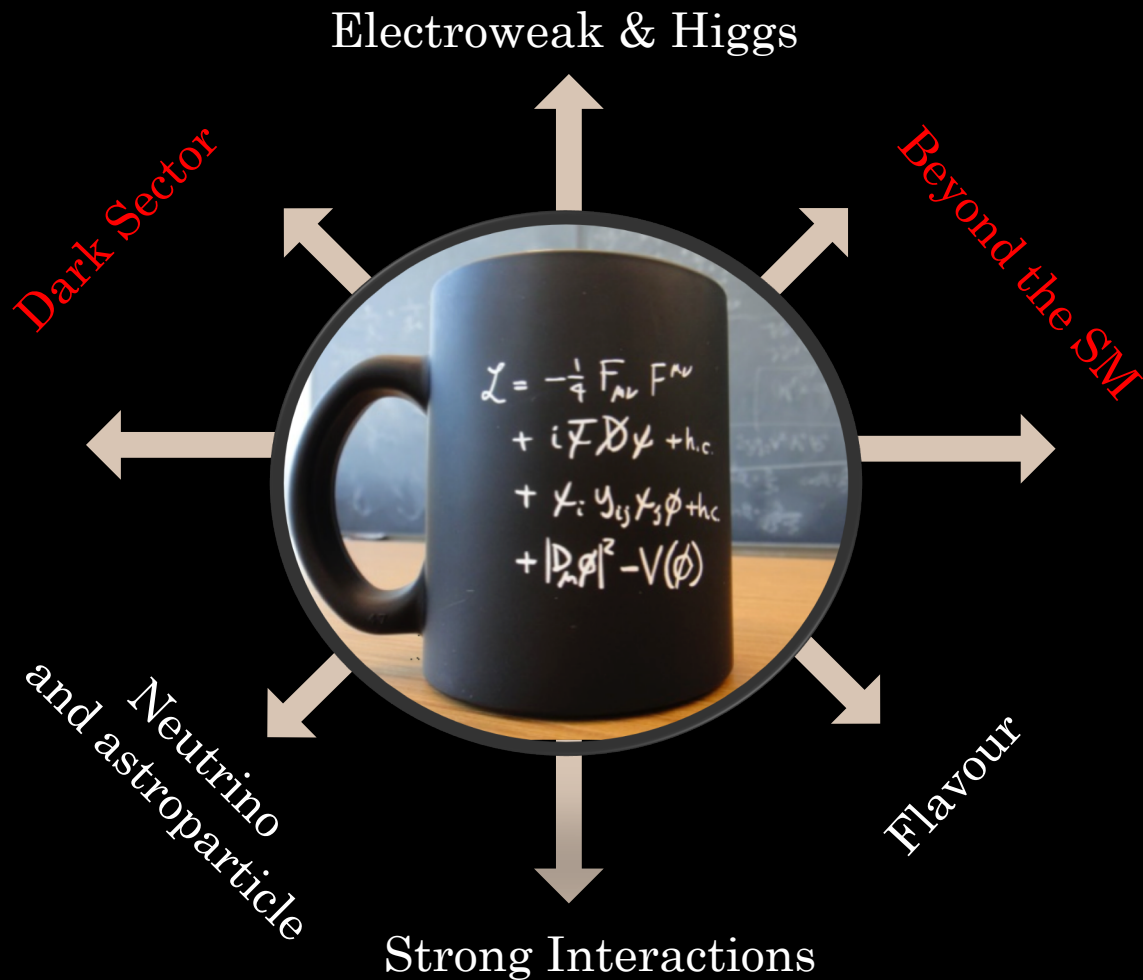 Electroweak & Higgs
Dark Sector
Beyond the SM
ℒ = -¼ F_μν F^μν
+ i ψ̄ D̸ ψ + h.c.
+ ψ_i y_ij ψ_j φ + h.c.
+ |D_μ φ|² - V(φ)
Neutrino
and astroparticle
Flavour
Strong Interactions